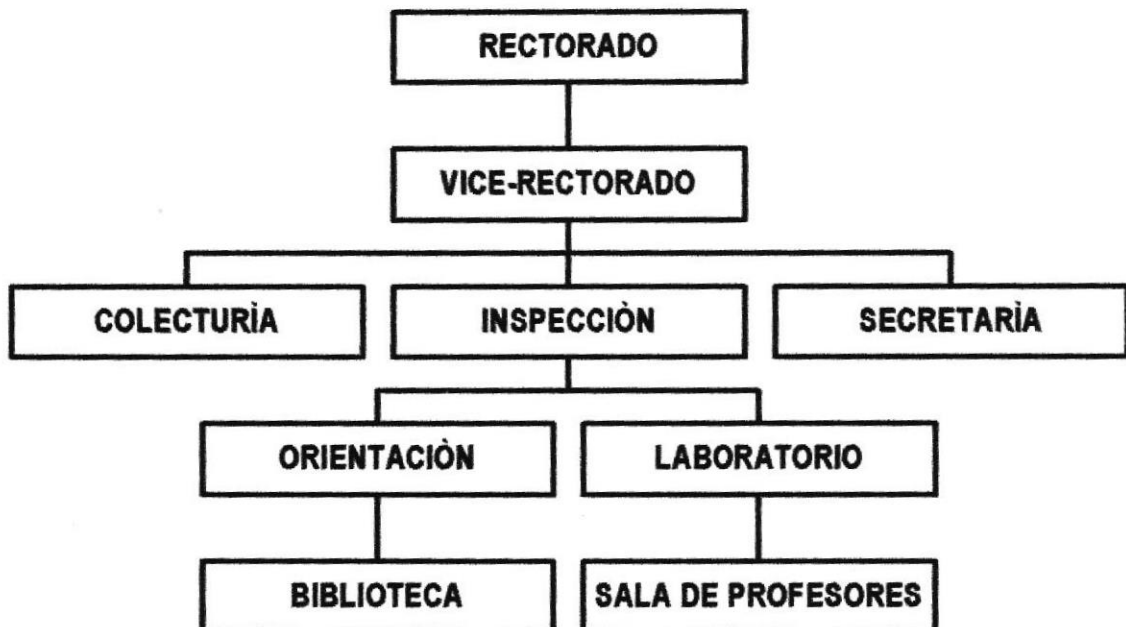 RECTORADO
VICE-RECTORADO
COLECTURÌA
INSPECCIÒN
SECRETARÌA
ORIENTACIÒN
LABORATORIO
BIBLIOTECA
SALA DE PROFESORES